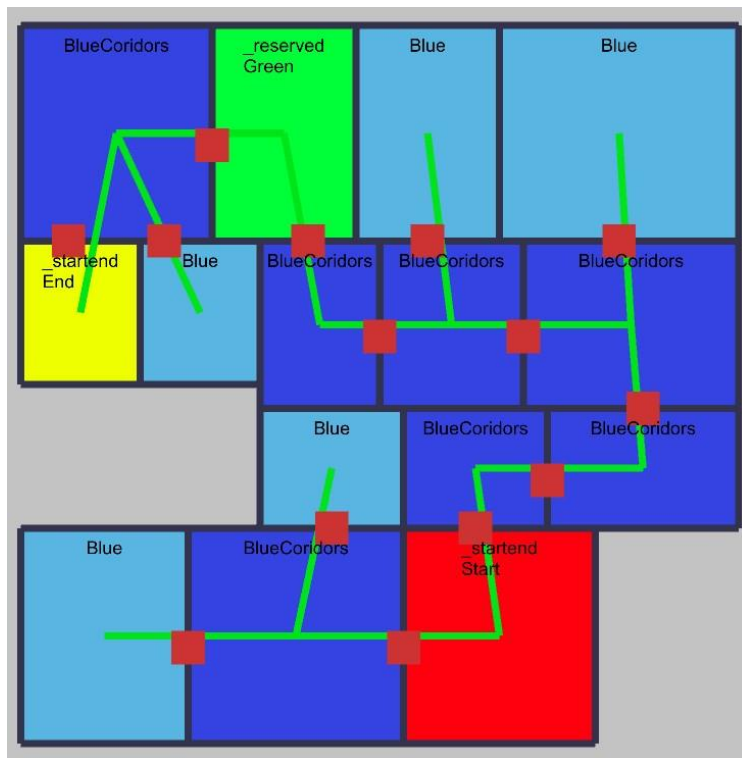 BlueCoridors
_reserved
Green
Blue
Blue
_startend
End
Blue
BlueCoridors
BlueCoridors
BlueCoridors
Blue
BlueCoridors
BlueCoridors
Blue
BlueCoridors
_startend
Start